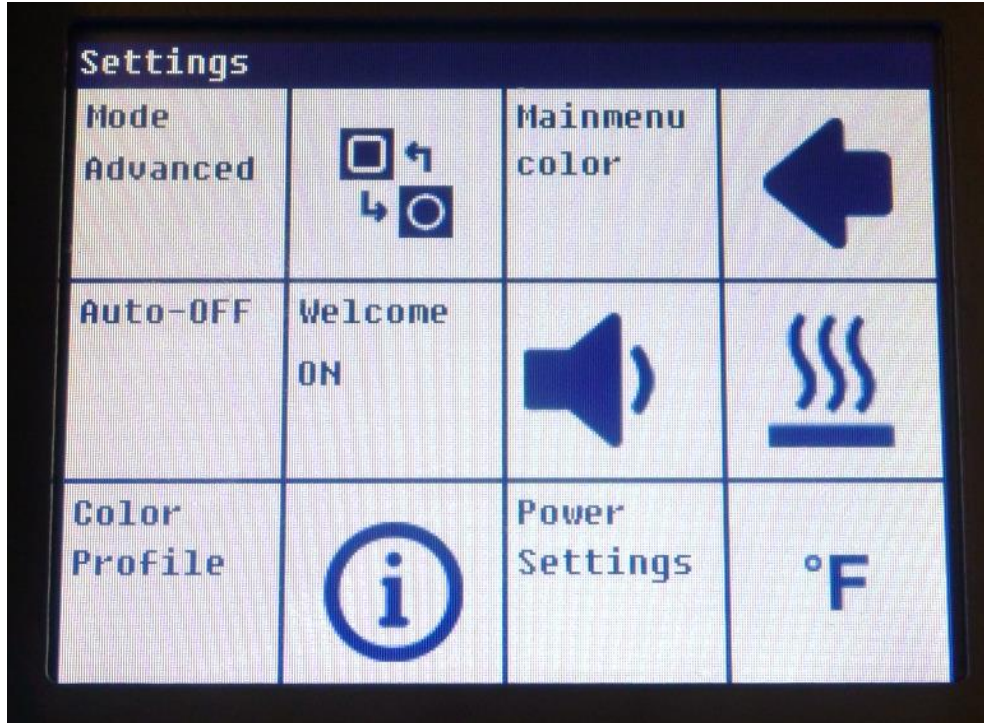 Settings
Mode
Advanced
Mainmenu
color
Auto-OFF
Welcome
ON
Color
Profile
Power
Settings
°F